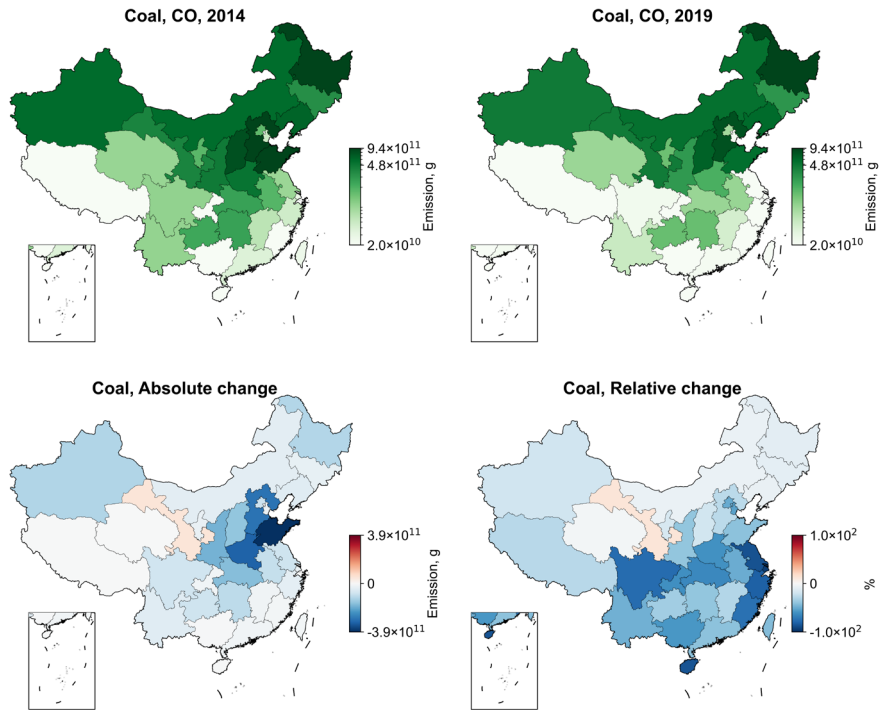 Coal, CO, 2014
9.4×10¹¹
4.8×10¹¹
2.0×10¹⁰
Emission, g
Coal, CO, 2019
9.4×10¹¹
4.8×10¹¹
2.0×10¹⁰
Emission, g
Coal, Absolute change
3.9×10¹¹
0
-3.9×10¹¹
Emission, g
Coal, Relative change
1.0×10²
0
-1.0×10²
%